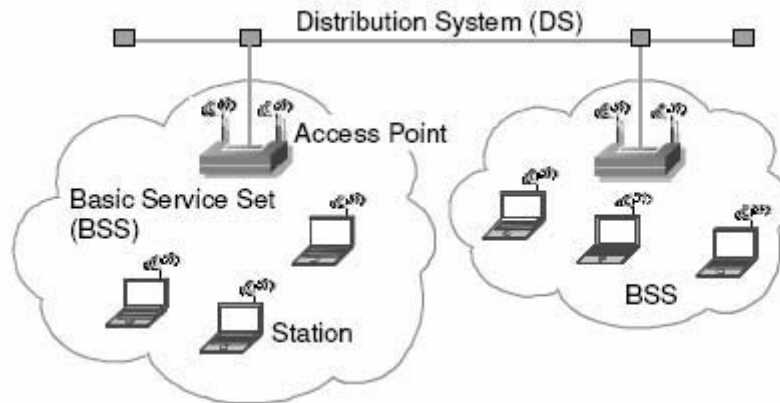 Distribution System (DS)
Access Point
Basic Service Set
(BSS)
Station
BSS